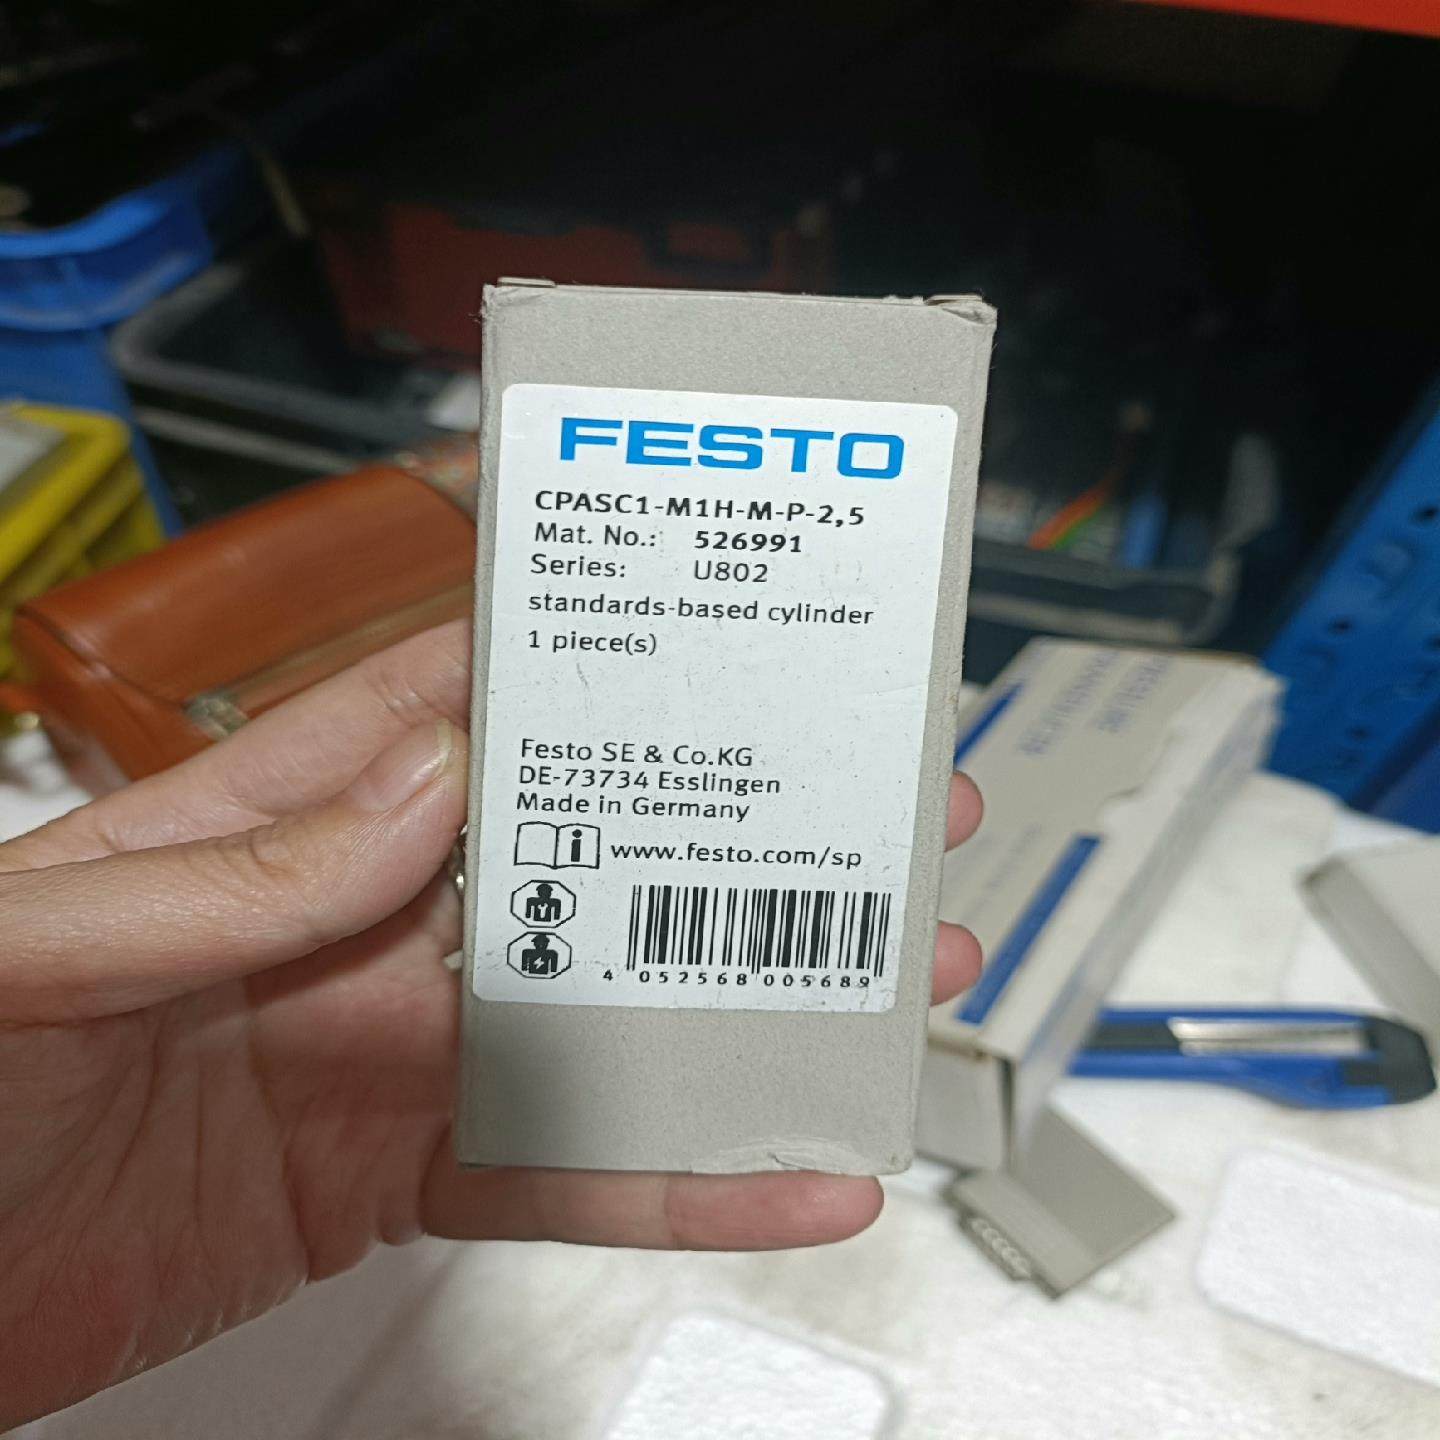 FESTO
CPASC1-M1H-M-P-2,5
Mat. No.: 526991
Series: U802
standards-based cylinder
1 piece(s)
Festo SE & Co.KG
DE-73734 Esslingen
Made in Germany
i www.festo.com/sp
4 052568 005689